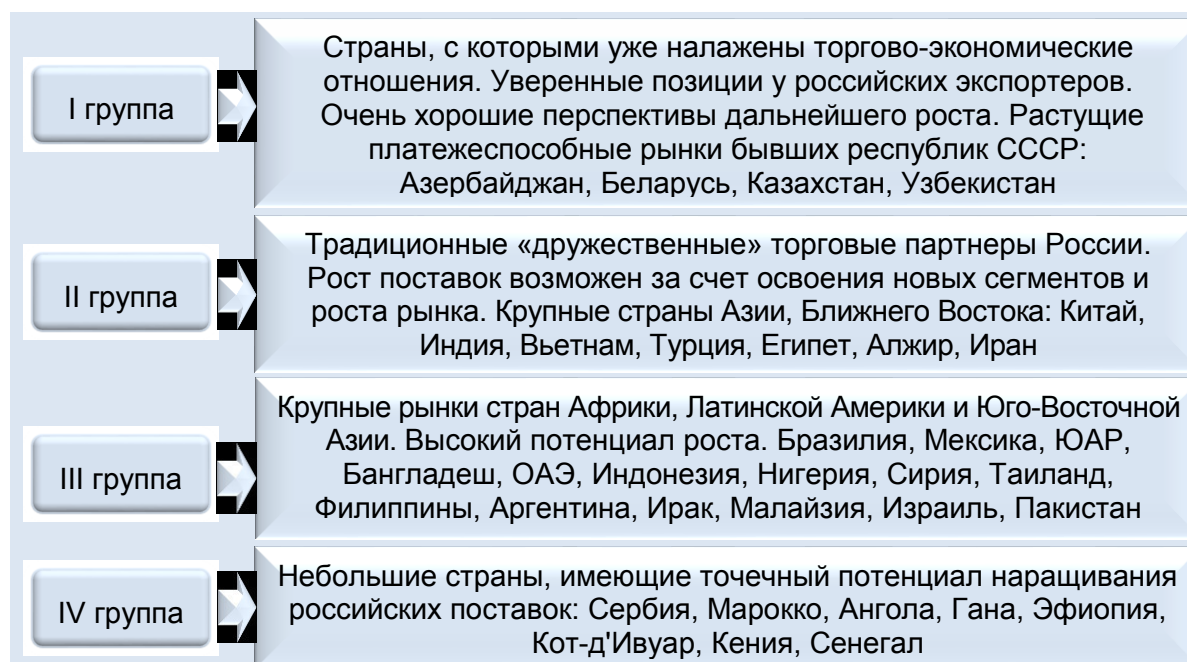 I группа
Страны, с которыми уже налажены торгово-экономические
отношения. Уверенные позиции у российских экспортеров.
Очень хорошие перспективы дальнейшего роста. Растущие
платежеспособные рынки бывших республик СССР:
Азербайджан, Беларусь, Казахстан, Узбекистан
II группа
Традиционные «дружественные» торговые партнеры России.
Рост поставок возможен за счет освоения новых сегментов и
роста рынка. Крупные страны Азии, Ближнего Востока: Китай,
Индия, Вьетнам, Турция, Египет, Алжир, Иран
III группа
Крупные рынки стран Африки, Латинской Америки и Юго-Восточной
Азии. Высокий потенциал роста. Бразилия, Мексика, ЮАР,
Бангладеш, ОАЭ, Индонезия, Нигерия, Сирия, Таиланд,
Филиппины, Аргентина, Ирак, Малайзия, Израиль, Пакистан
IV группа
Небольшие страны, имеющие точечный потенциал наращивания
российских поставок: Сербия, Марокко, Ангола, Гана, Эфиопия,
Кот-д'Ивуар, Кения, Сенегал